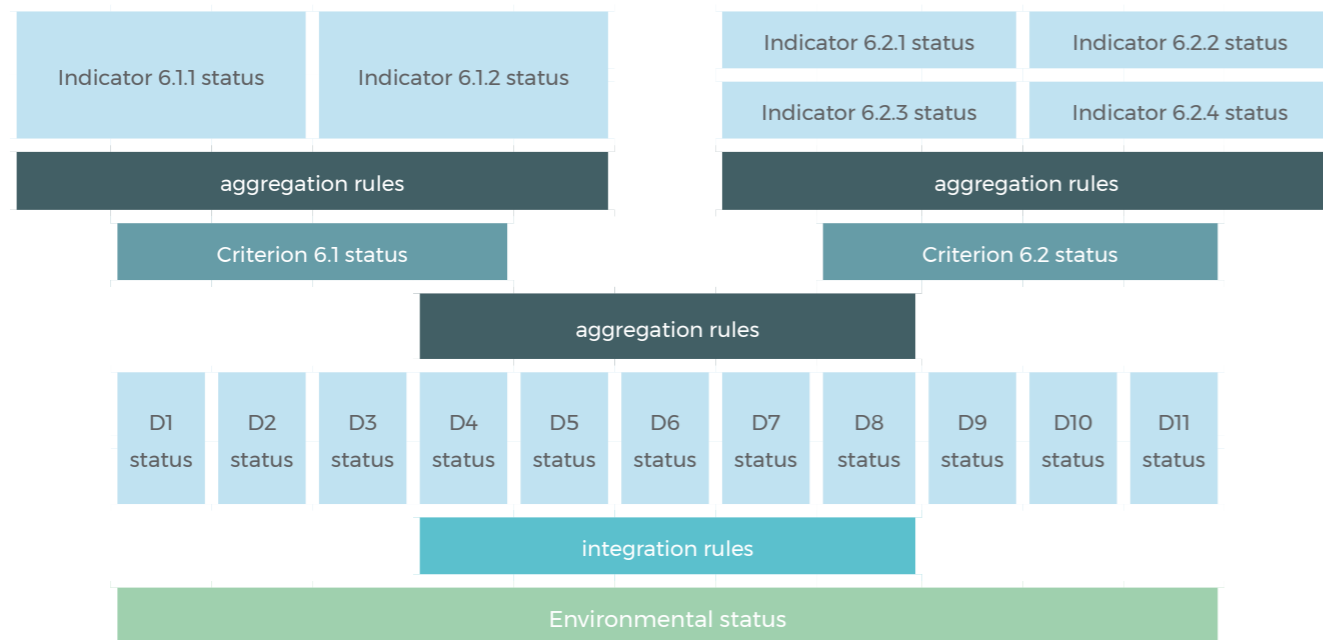 Indicator 6.1.1 status
Indicator 6.1.2 status
Indicator 6.2.1 status
Indicator 6.2.2 status
Indicator 6.2.3 status
Indicator 6.2.4 status
aggregation rules
aggregation rules
Criterion 6.1 status
Criterion 6.2 status
aggregation rules
D1
status
D2
status
D3
status
D4
status
D5
status
D6
status
D7
status
D8
status
D9
status
D10
status
D11
status
integration rules
Environmental status